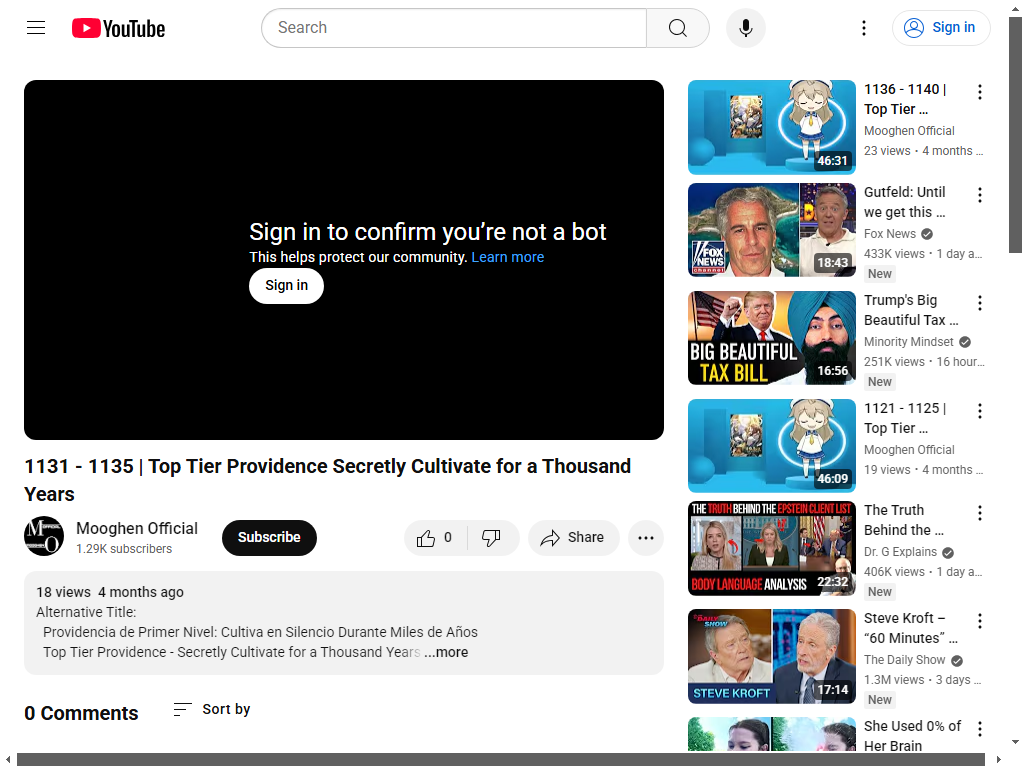 YouTube
Search
Sign in
Sign in to confirm you’re not a bot
This helps protect our community. Learn more
Sign in
1131 - 1135 | Top Tier Providence Secretly Cultivate for a Thousand
Years
Mooghen Official
1.29K subscribers
Subscribe
0
Share
18 views 4 months ago
Alternative Title:
Providencia de Primer Nivel: Cultiva en Silencio Durante Miles de Años
Top Tier Providence - Secretly Cultivate for a Thousand Years ...more
0 Comments
Sort by
46:31
1136 - 1140 |
Top Tier ...
Mooghen Official
23 views • 4 months ...
FOX
NEWS
channel
18:43
Gutfeld: Until
we get this ...
Fox News
433K views • 1 day a...
New
BIG BEAUTIFUL
TAX BILL
16:56
Trump's Big
Beautiful Tax ...
Minority Mindset
251K views • 16 hour...
New
46:09
1121 - 1125 |
Top Tier ...
Mooghen Official
19 views • 4 months ...
THE TRUTH BEHIND THE EPSTEIN CLIENT LIST
BODY LANGUAGE ANALYSIS
22:32
The Truth
Behind the ...
Dr. G Explains
406K views • 1 day a...
New
THE DAILY SHOW
STEVE KROFT
17:14
Steve Kroft –
“60 Minutes” ...
The Daily Show
1.3M views • 3 days ...
New
She Used 0% of
Her Brain